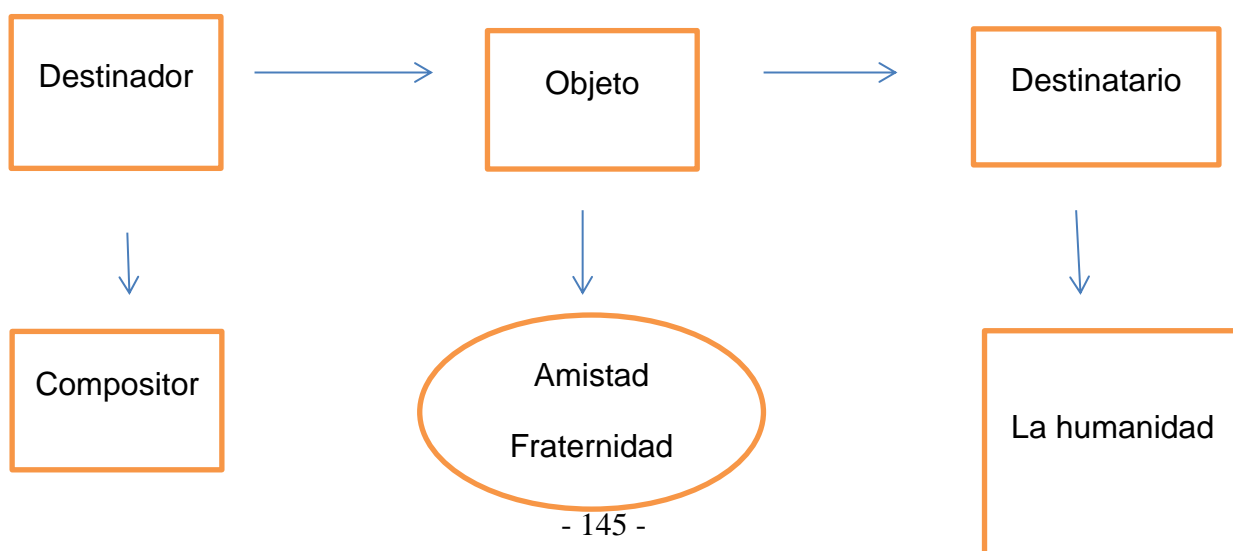 Destinador
Objeto
Destinatario
Compositor
Amistad
Fraternidad
La humanidad
- 145 -